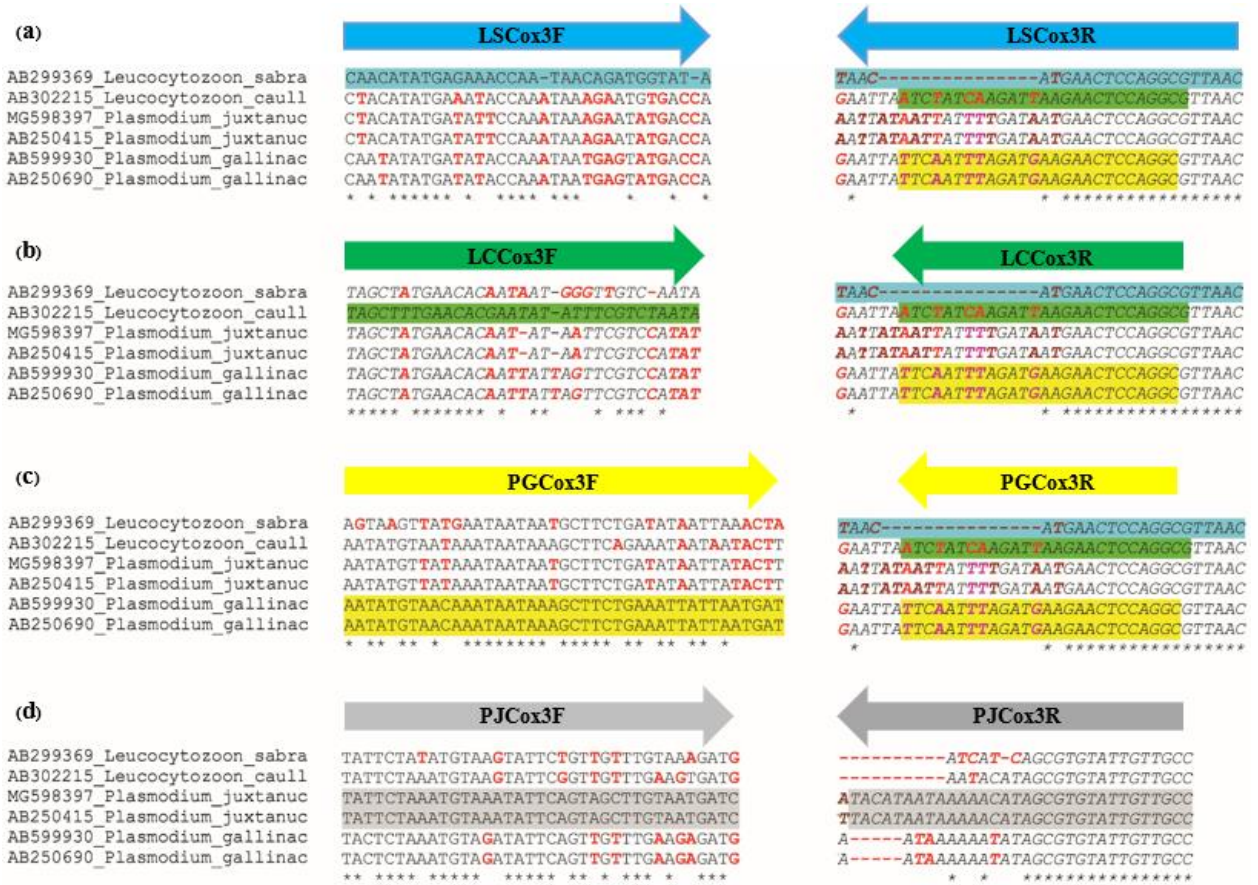 (a)
LSCox3F LSCox3R
AB299369_Leucocytozoon_sabra CAACATATGAGAAACCAA-TAACAGATGGTAT-A TAAC---------------ATGAACTCCAGGCGTTAAC
AB302215_Leucocytozoon_caull CTACATATGAAATACCAAATAAAGAATGTGACCA GAATTAATCTATCAAGATTAAGAACTCCAGGCGTTAAC
MG598397_Plasmodium_juxtanuc CTACATATGATATTCCAAATAAAGAATATGACCA AATTATAATTATTTTGATAATGAACTCCAGGCGTTAAC
AB250415_Plasmodium_juxtanuc CTACATATGATATTCCAAATAAAGAATATGACCA AATTATAATTATTTTGATAATGAACTCCAGGCGTTAAC
AB599930_Plasmodium_gallinac CAATATATGATATACCAAATAATGAGTATGACCA GAATTATTCAATTTAGATGAAGAACTCCAGGCGTTAAC
AB250690_Plasmodium_gallinac CAATATATGATATACCAAATAATGAGTATGACCA GAATTATTCAATTTAGATGAAGAACTCCAGGCGTTAAC
* * ****** * **** *** * * * * * *****************
(b)
LCCox3F LCCox3R
AB299369_Leucocytozoon_sabra TAGCTATGAACACAATAAT-GGGTTGTC-AATA TAAC---------------ATGAACTCCAGGCGTTAAC
AB302215_Leucocytozoon_caull TAGCTTTGAACACGAATAT-ATTTCGTCTAATA GAATTAATCTATCAAGATTAAGAACTCCAGGCGTTAAC
MG598397_Plasmodium_juxtanuc TAGCTATGAACACAAT-AT-AATTCGTCCATAT AATTATAATTATTTTGATAATGAACTCCAGGCGTTAAC
AB250415_Plasmodium_juxtanuc TAGCTATGAACACAAT-AT-AATTCGTCCATAT AATTATAATTATTTTGATAATGAACTCCAGGCGTTAAC
AB599930_Plasmodium_gallinac TAGCTATGAACACAATTATTAGTTCGTCCATAT GAATTATTCAATTTAGATGAAGAACTCCAGGCGTTAAC
AB250690_Plasmodium_gallinac TAGCTATGAACACAATTATTAGTTCGTCCATAT GAATTATTCAATTTAGATGAAGAACTCCAGGCGTTAAC
***** ******* * ** * *** * * * *****************
(c)
PGCox3F PGCox3R
AB299369_Leucocytozoon_sabra AGTAAGTTATGAATAATAATGCTTCTGATATAATTAAACTA TAAC---------------ATGAACTCCAGGCGTTAAC
AB302215_Leucocytozoon_caull AATATGTAATAAATAATAAAGCTTCAGAAATAATAATACTT GAATTAATCTATCAAGATTAAGAACTCCAGGCGTTAAC
MG598397_Plasmodium_juxtanuc AATATGTTATAAATAATAATGCTTCTGATATAATTATACTT AATTATAATTATTTTGATAATGAACTCCAGGCGTTAAC
AB250415_Plasmodium_juxtanuc AATATGTTATAAATAATAATGCTTCTGATATAATTATACTT AATTATAATTATTTTGATAATGAACTCCAGGCGTTAAC
AB599930_Plasmodium_gallinac AATATGTAACAAATAATAAAGCTTCTGAAATTATTAATGAT GAATTATTCAATTTAGATGAAGAACTCCAGGCGTTAAC
AB250690_Plasmodium_gallinac AATATGTAACAAATAATAAAGCTTCTGAAATTATTAATGAT GAATTATTCAATTTAGATGAAGAACTCCAGGCGTTAAC
* ** ** * ******** ***** ** ** ** * * * * *****************
(d)
PJCox3F PJCox3R
AB299369_Leucocytozoon_sabra TATTCTATATGTAAGTATTCTGTTGTTTGTAAAGATG ----------ATCAT-CAGCGTGTATTGTTGCC
AB302215_Leucocytozoon_caull TATTCTAAATGTAAGTATTCGGTTGTTTGAAGTGATG ----------AATACATAGCGTGTATTGTTGCC
MG598397_Plasmodium_juxtanuc TATTCTAAATGTAAATATTCAGTAGCTTGTAATGATC ATACATAATAAAAACATAGCGTGTATTGTTGCC
AB250415_Plasmodium_juxtanuc TATTCTAAATGTAAATATTCAGTAGCTTGTAATGATC TTACATAATAAAAACATAGCGTGTATTGTTGCC
AB599930_Plasmodium_gallinac TACTCTAAATGTAGATATTCAGTTGTTTGAAGAGATG A------ATAAAAATATAGCGTGTATTGTTGCC
AB250690_Plasmodium_gallinac TACTCTAAATGTAGATATTCAGTTGTTTGAAGAGATG A------ATAAAAATATAGCGTGTATTGTTGCC
** **** ***** ***** ** * *** * *** * * ****************